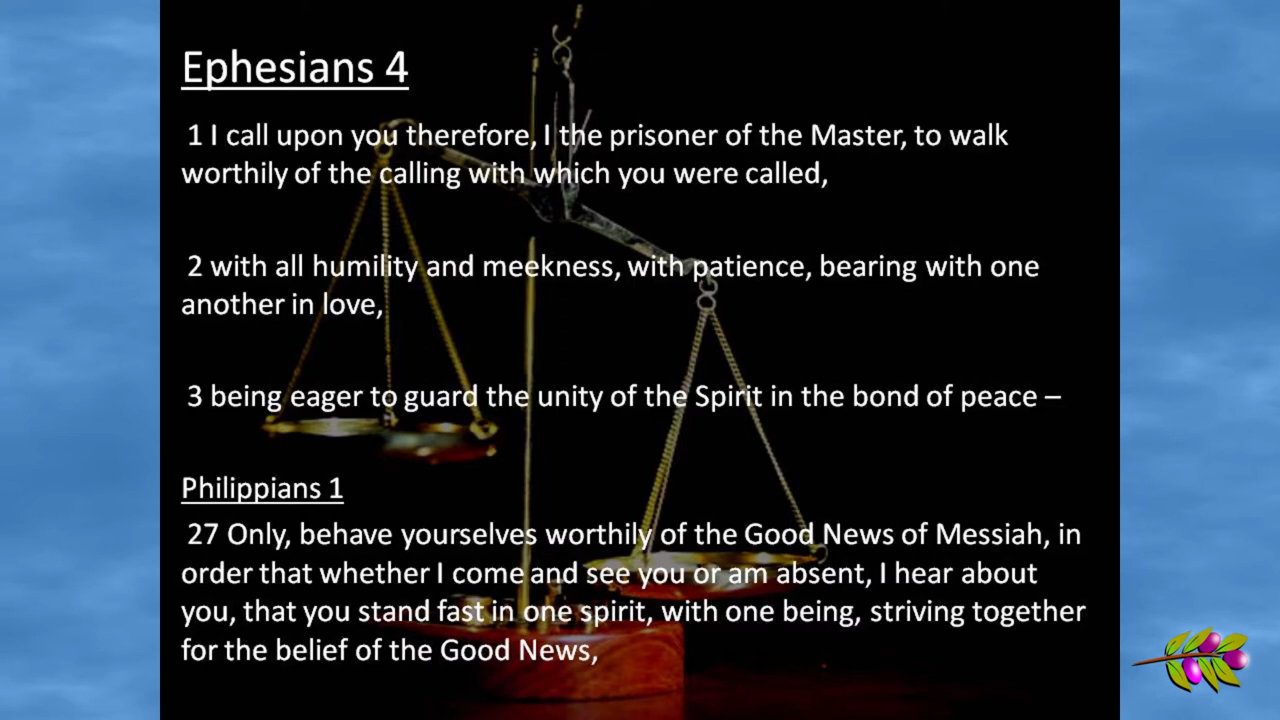 Ephesians 4
1 I call upon you therefore, I the prisoner of the Master, to walk
worthily of the calling with which you were called,
2 with all humility and meekness, with patience, bearing with one
another in love,
3 being eager to guard the unity of the Spirit in the bond of peace –
Philippians 1
27 Only, behave yourselves worthily of the Good News of Messiah, in
order that whether I come and see you or am absent, I hear about
you, that you stand fast in one spirit, with one being, striving together
for the belief of the Good News,